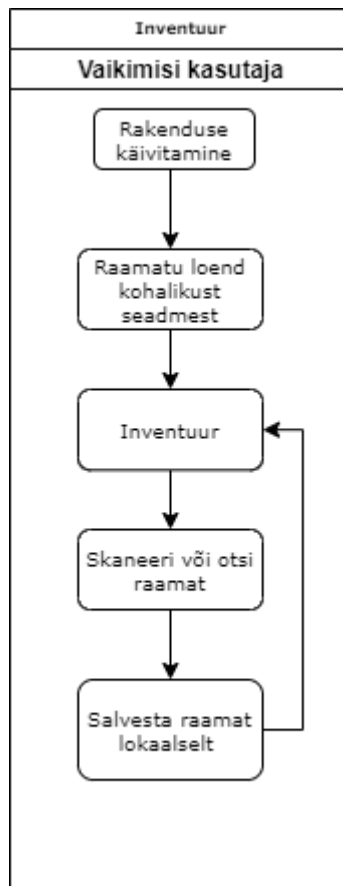 Inventuur
Vaikimisi kasutaja
Rakenduse
käivitamine
Raamatu loend
kohalikust
seadmest
Inventuur
Skaneeri või otsi
raamat
Salvesta raamat
lokaalselt